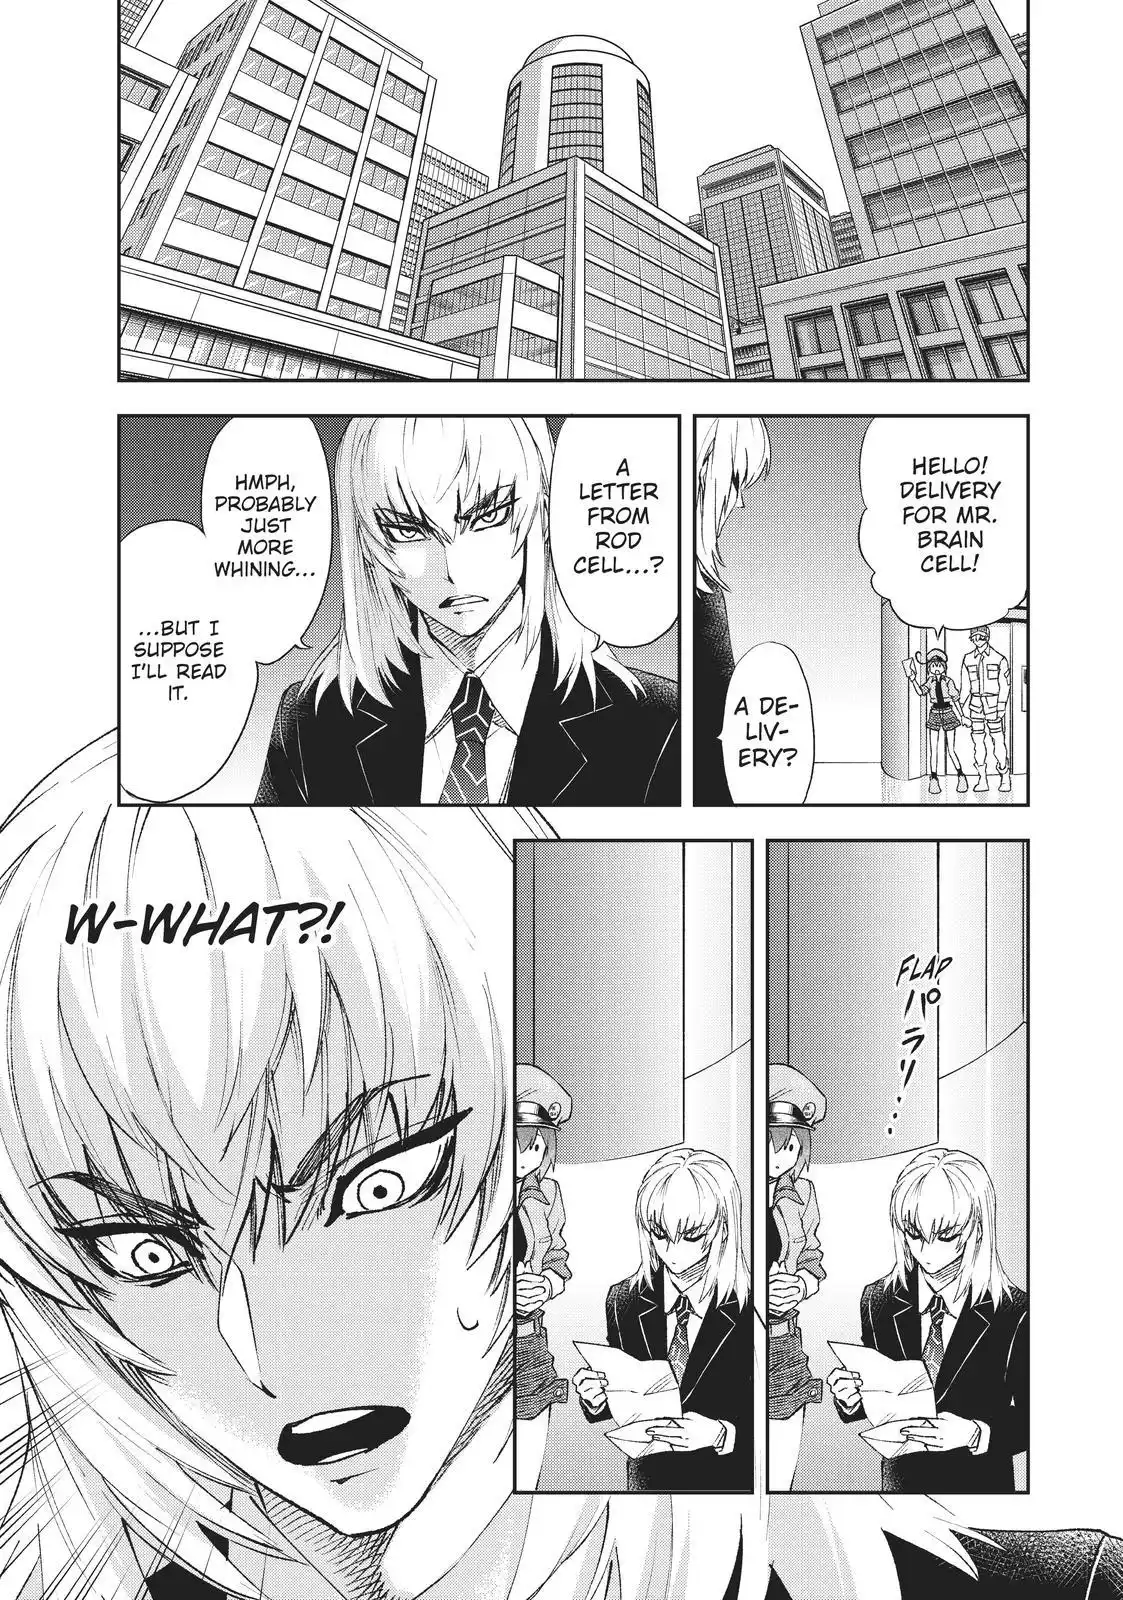 HELLO!
DELIVERY
FOR MR.
BRAIN
CELL!
A DE-
LIV-
ERY?
A
LETTER
FROM
ROD
CELL...?
HMPH,
PROBABLY
JUST
MORE
WHINING...
...BUT I
SUPPOSE
I'LL READ
IT.
FLAP
パラリ...
W-WHAT?!